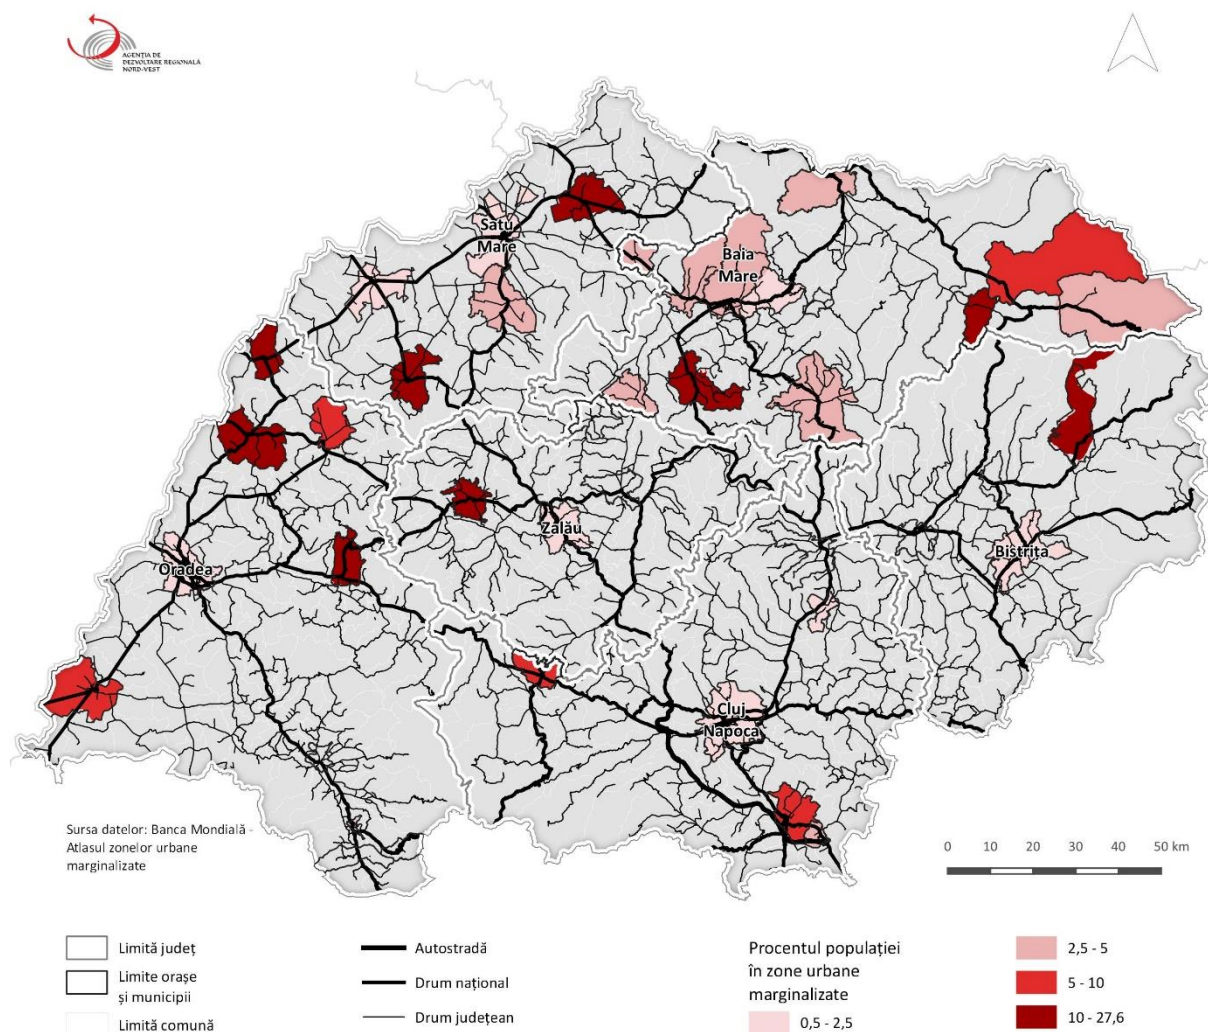 AGENȚIA DE
DEZVOLTARE REGIONALĂ
NORD-VEST
Satu
Mare
Baia
Mare
Zalău
Oradea
Bistrița
Cluj
Napoca
Sursa datelor: Banca Mondială -
Atlasul zonelor urbane
marginalizate
0 10 20 30 40 50 km
Limită județ
Limite orașe
și municipii
Limită comună
Autostradă
Drum național
Drum județean
Procentul populației
în zone urbane
marginalizate
0,5 - 2,5
2,5 - 5
5 - 10
10 - 27,6